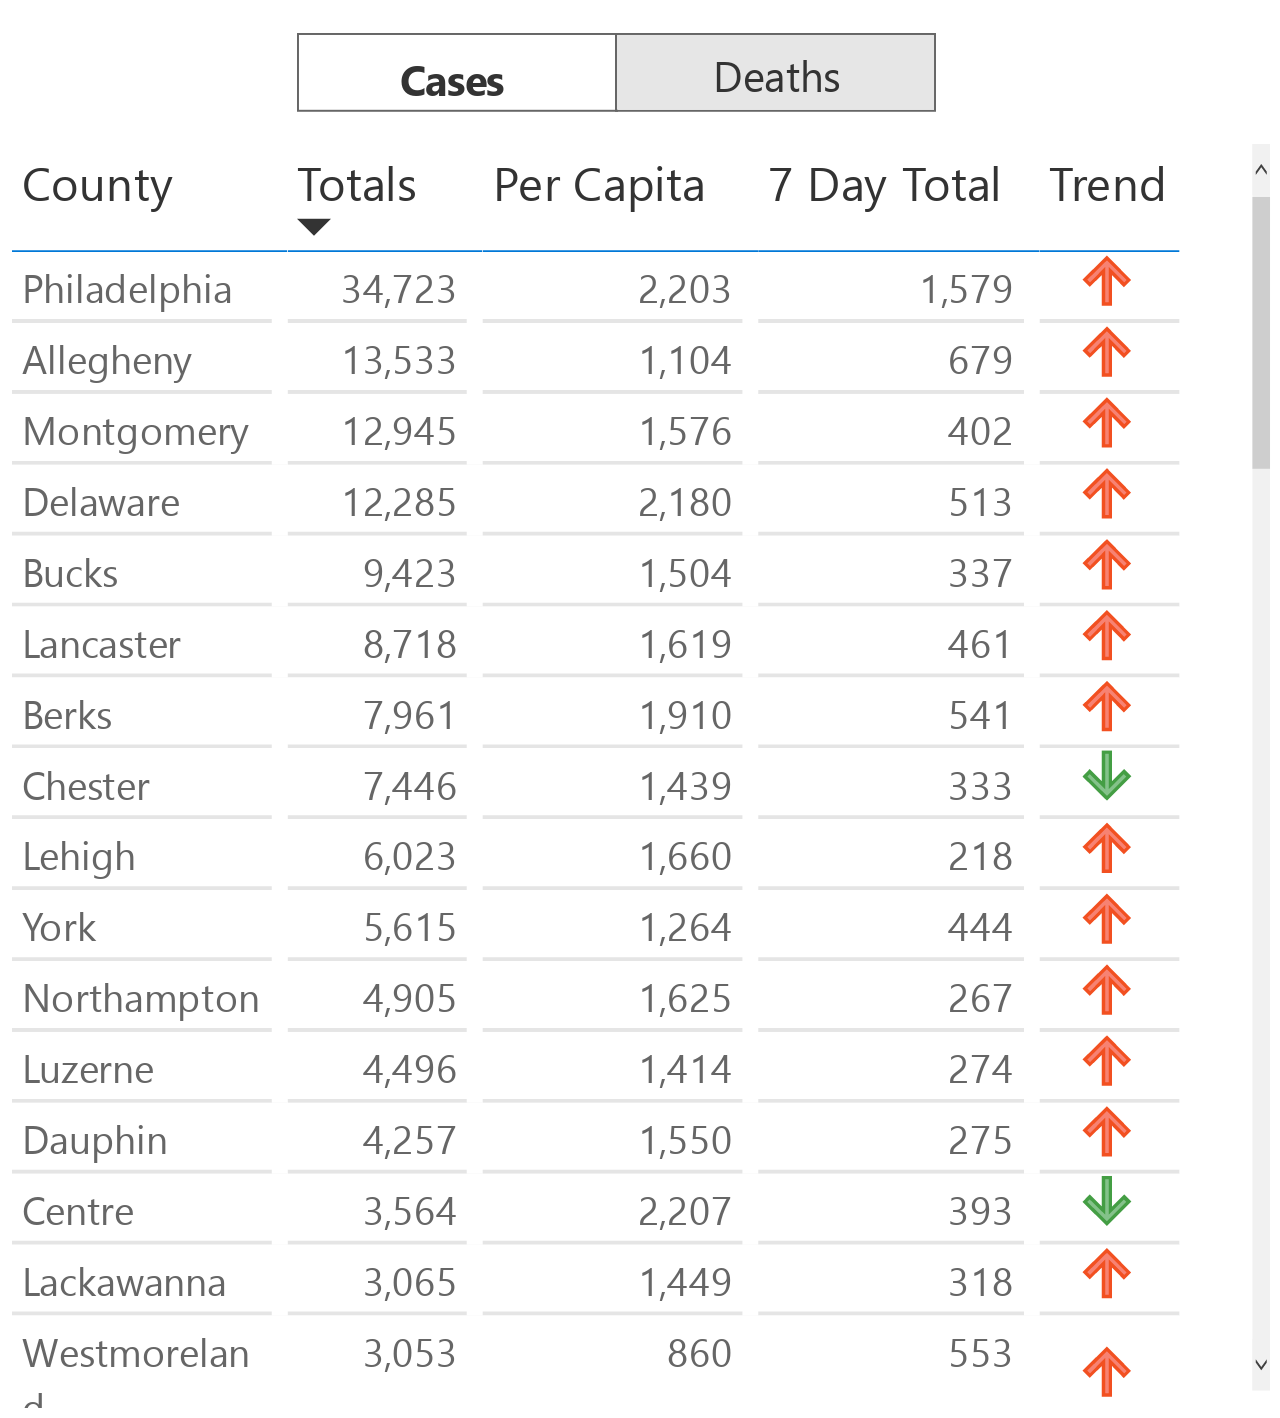 Cases Deaths
County Totals Per Capita 7 Day Total Trend
Philadelphia 34,723 2,203 1,579
Allegheny 13,533 1,104 679
Montgomery 12,945 1,576 402
Delaware 12,285 2,180 513
Bucks 9,423 1,504 337
Lancaster 8,718 1,619 461
Berks 7,961 1,910 541
Chester 7,446 1,439 333
Lehigh 6,023 1,660 218
York 5,615 1,264 444
Northampton 4,905 1,625 267
Luzerne 4,496 1,414 274
Dauphin 4,257 1,550 275
Centre 3,564 2,207 393
Lackawanna 3,065 1,449 318
Westmorelan 3,053 860 553
d